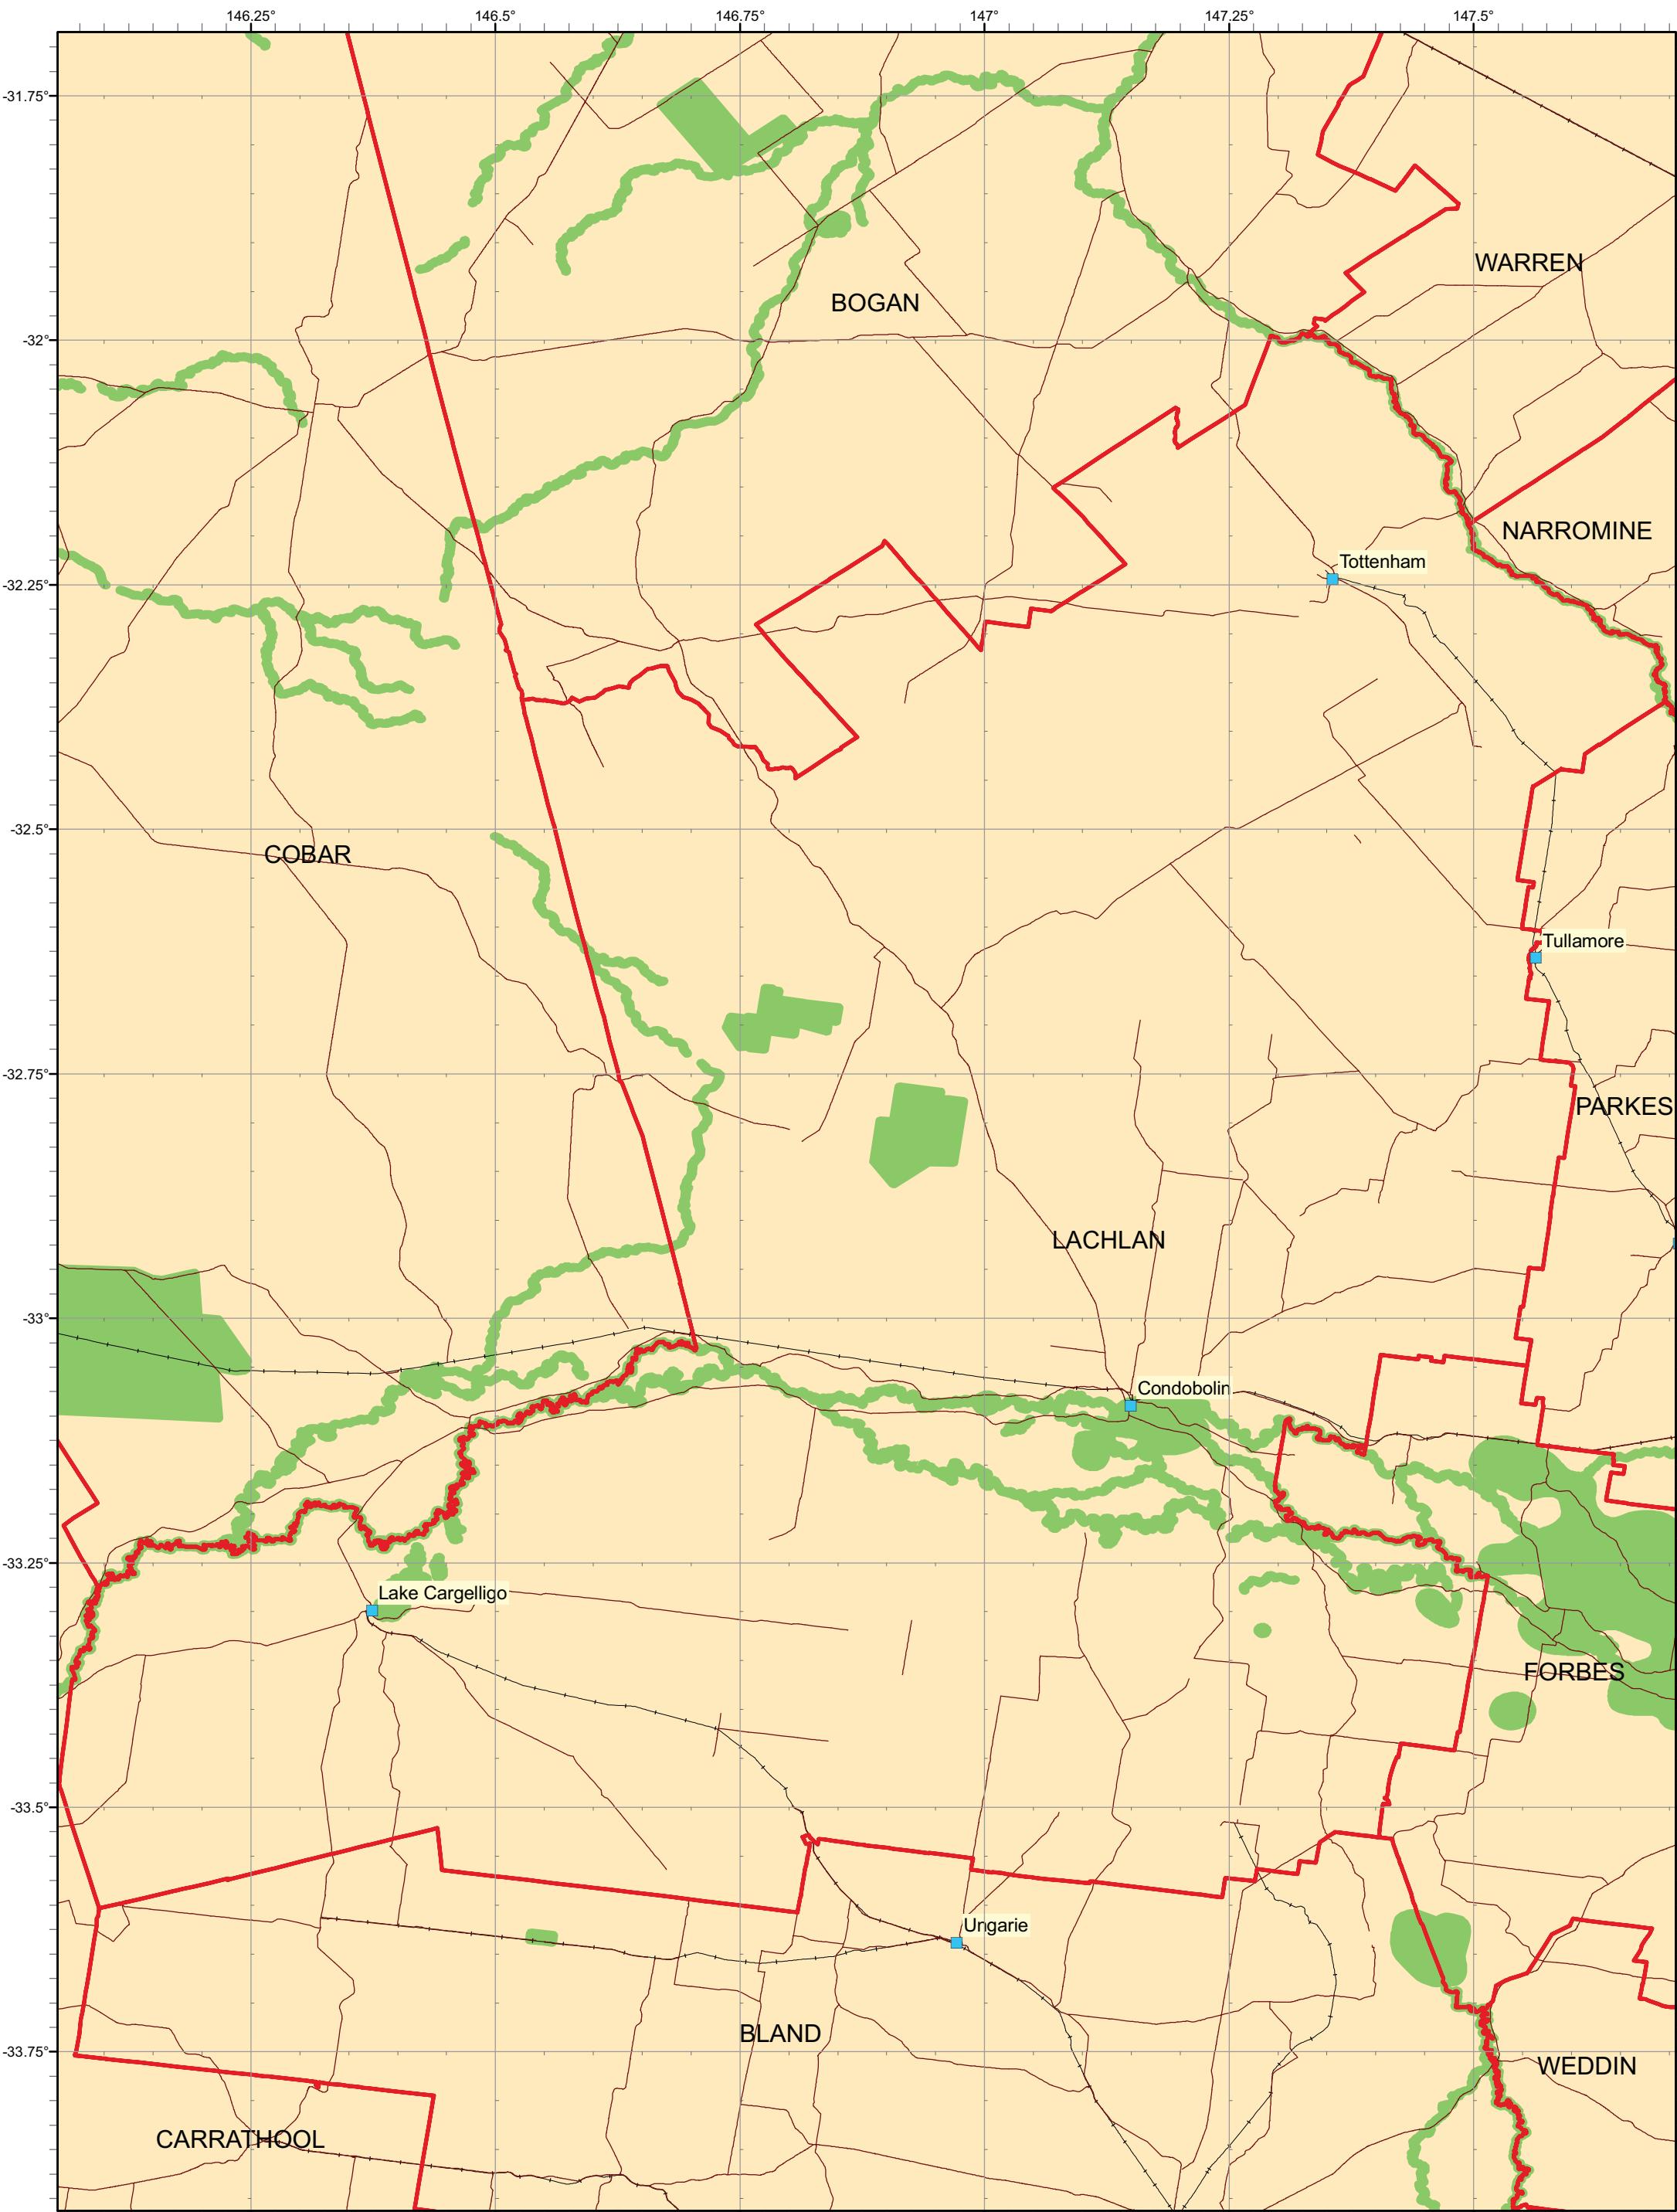 146.25° 146.5° 146.75° 147° 147.25° 147.5°
-31.75°
WARREN
BOGAN
-32°
NARROMINE
Tottenham
-32.25°
-32.5°
COBAR
Tullamore
-32.75°
PARKES
LACHLAN
-33°
Condobolin
-33.25°
Lake Cargelligo
FORBES
-33.5°
Ungarie
BLAND
-33.75°
WEDDIN
CARRATHOOL